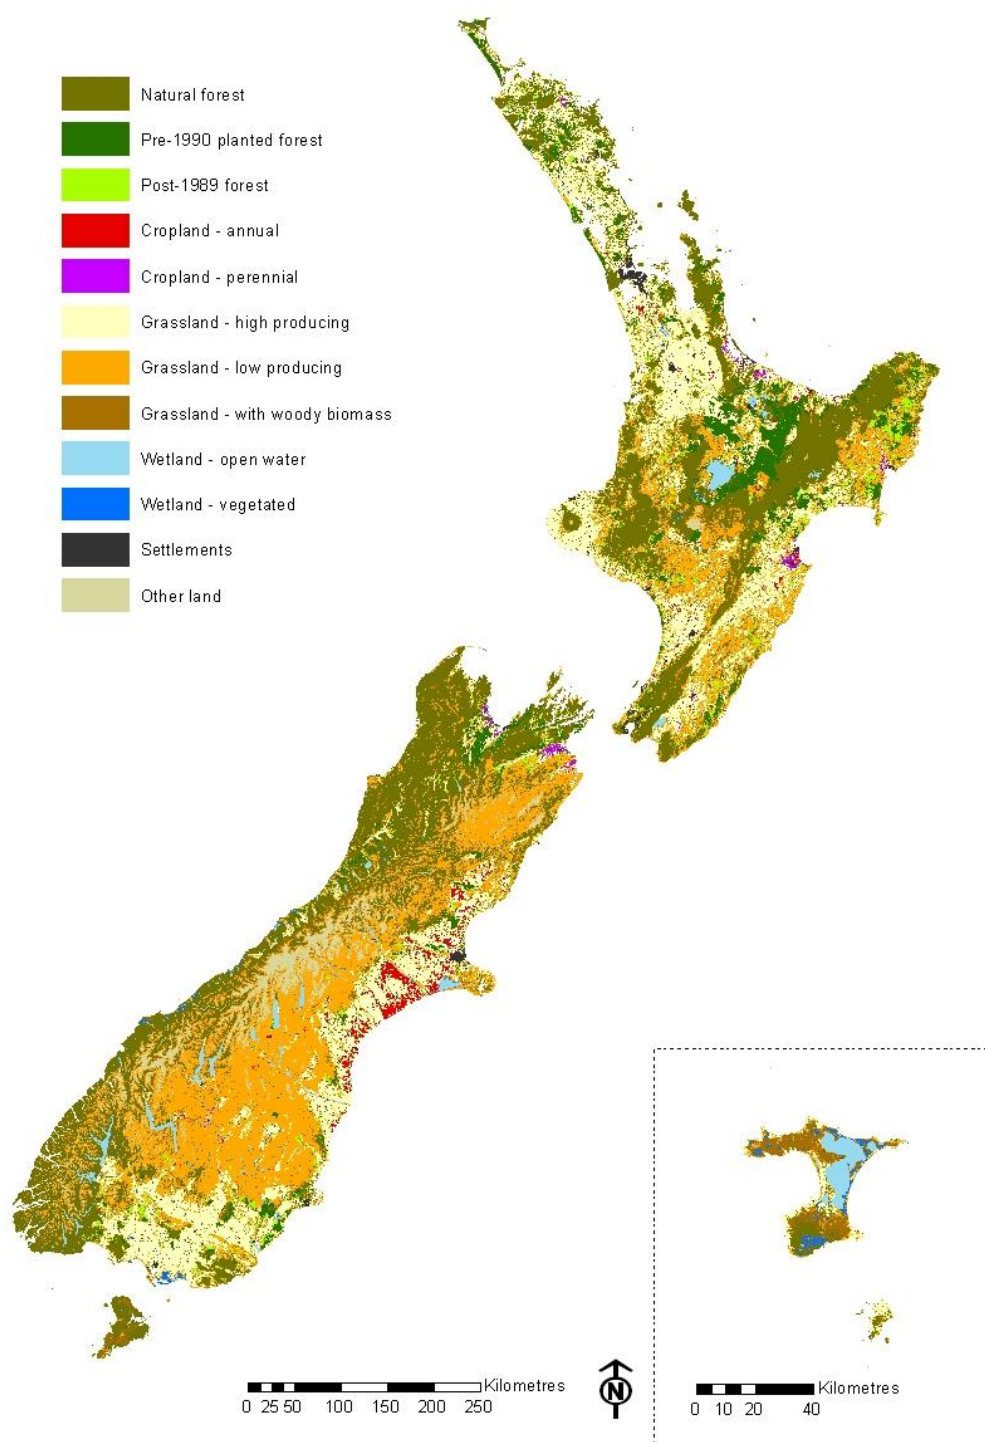 Natural forest
Pre-1990 planted forest
Post-1989 forest
Cropland - annual
Cropland - perennial
Grassland - high producing
Grassland - low producing
Grassland - with woody biomass
Wetland - open water
Wetland - vegetated
Settlements
Other land
Kilometres
0 25 50 100 150 200 250
N
Kilometres
0 10 20 40